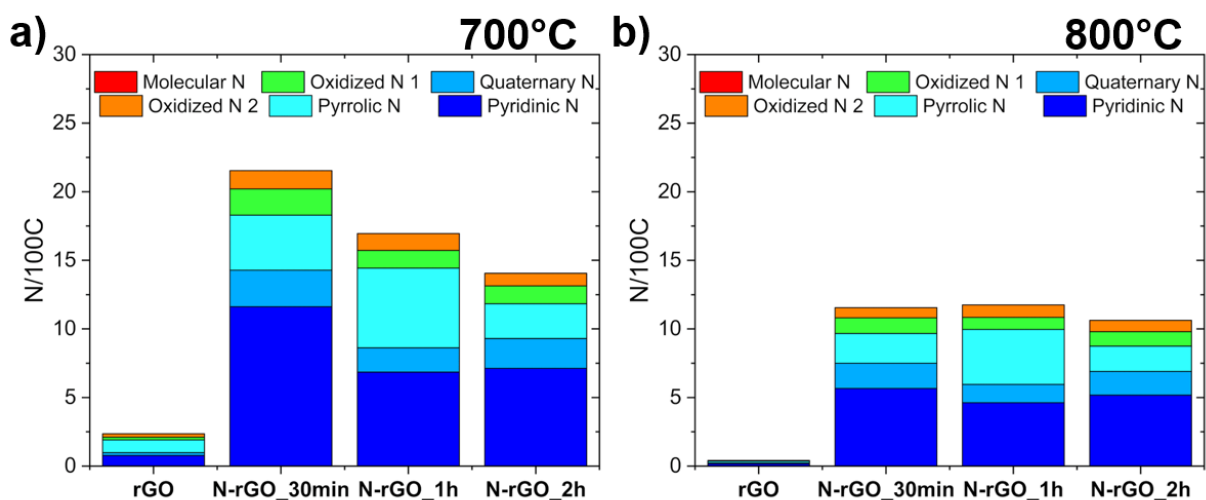 a) 700°C
30
Molecular N Oxidized N 1 Quaternary N
Oxidized N 2 Pyrrolic N Pyridinic N
25
20
15
10
5
0
N/100C
rGO N-rGO_30min N-rGO_1h N-rGO_2h
b) 800°C
30
Molecular N Oxidized N 1 Quaternary N
Oxidized N 2 Pyrrolic N Pyridinic N
25
20
15
10
5
0
N/100C
rGO N-rGO_30min N-rGO_1h N-rGO_2h